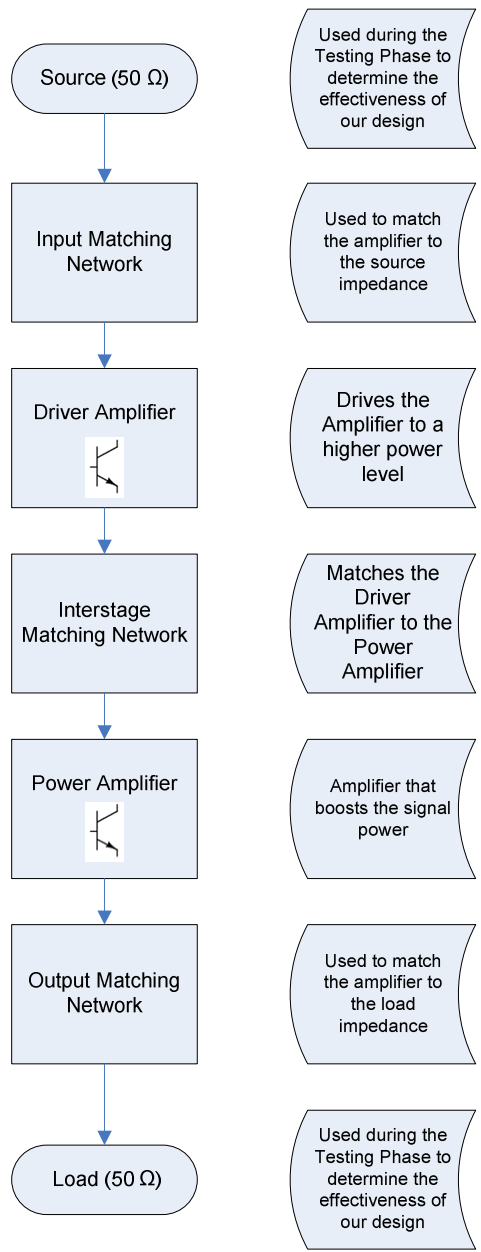 Source (50 Ω)
Used during the
Testing Phase to
determine the
effectiveness of
our design
Input Matching
Network
Used to match
the amplifier to
the source
impedance
Driver Amplifier
Drives the
Amplifier to a
higher power
level
Interstage
Matching Network
Matches the
Driver
Amplifier to the
Power
Amplifier
Power Amplifier
Amplifier that
boosts the signal
power
Output Matching
Network
Used to match
the amplifier to
the load
impedance
Load (50 Ω)
Used during the
Testing Phase to
determine the
effectiveness of
our design